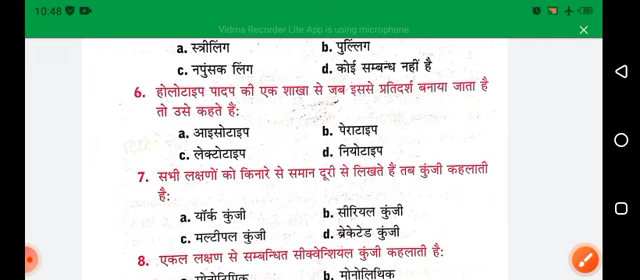 10:48
Vidma Recorder Lite App is using microphone
a. स्त्रीलिंग b. पुल्लिंग
c. नपुंसक लिंग d. कोई सम्बन्ध नहीं है
6. होलोटाइप पादप की एक शाखा से जब इससे प्रतिदर्श बनाया जाता है
तो उसे कहते हैं:
a. आइसोटाइप b. पेराटाइप
c. लेक्टोटाइप d. नियोटाइप
7. सभी लक्षणों को किनारे से समान दूरी से लिखते हैं तब कुंजी कहलाती
है:
a. यॉर्क कुंजी b. सीरियल कुंजी
c. मल्टीपल कुंजी d. ब्रेकेटेड कुंजी
8. एकल लक्षण से सम्बन्धित सीक्वेन्शियल कुंजी कहलाती है:
b. मोनोलिथिक